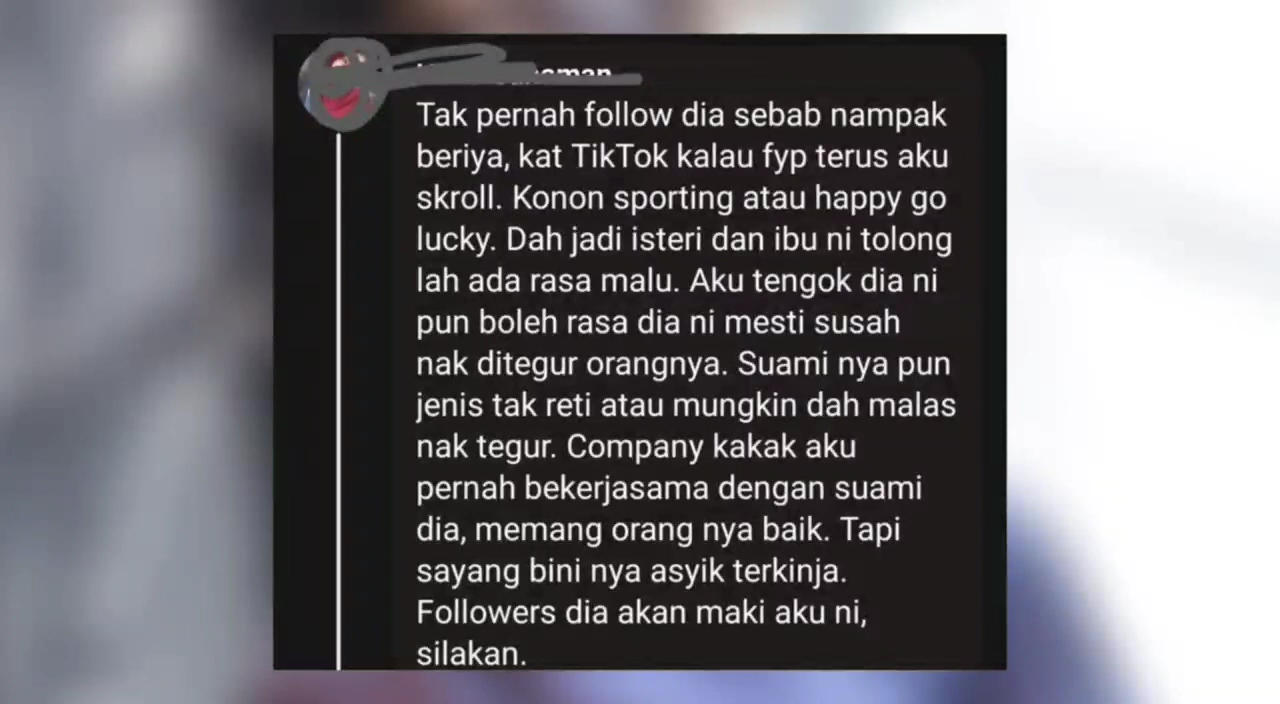 Tak pernah follow dia sebab nampak
beriya, kat TikTok kalau fyp terus aku
skroll. Konon sporting atau happy go
lucky. Dah jadi isteri dan ibu ni tolong
lah ada rasa malu. Aku tengok dia ni
pun boleh rasa dia ni mesti susah
nak ditegur orangnya. Suami nya pun
jenis tak reti atau mungkin dah malas
nak tegur. Company kakak aku
pernah bekerjasama dengan suami
dia, memang orang nya baik. Tapi
sayang bini nya asyik terkinja.
Followers dia akan maki aku ni,
silakan.